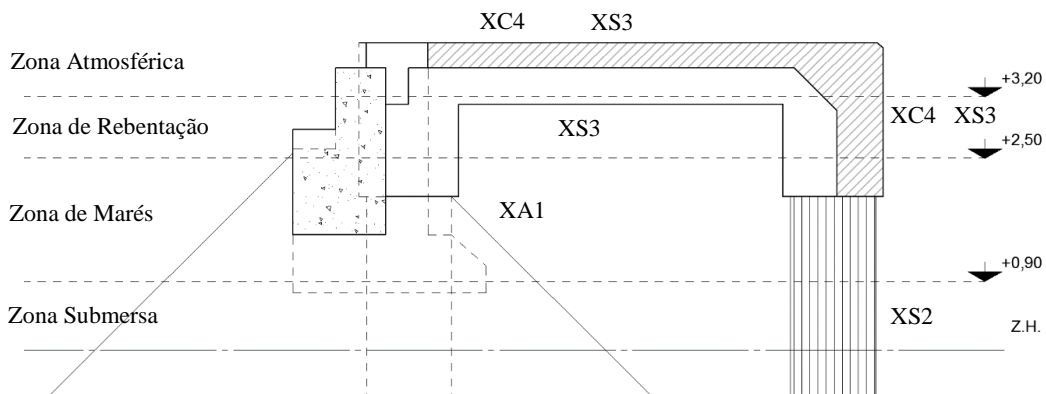 XC4 XS3
Zona Atmosférica
+3,20
Zona de Rebentação
XS3
XC4 XS3
+2,50
Zona de Marés
XA1
+0,90
Zona Submersa
XS2
Z.H.